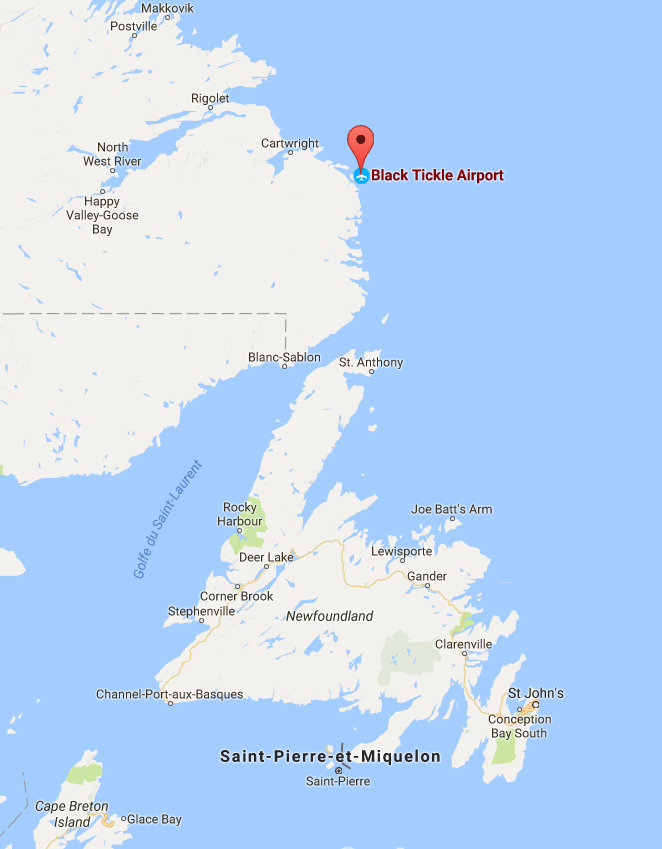 Makkovik
Postville
Rigolet
Cartwright
North
West River
Black Tickle Airport
Happy
Valley-Goose
Bay
Blanc-Sablon
St. Anthony
Golfe du Saint-Laurent
Rocky
Harbour
Joe Batt's Arm
Deer Lake
Lewisporte
Gander
Corner Brook
Stephenville
Newfoundland
Clarenville
Channel-Port-aux-Basques
St John's
Conception
Bay South
Saint-Pierre-et-Miquelon
Saint-Pierre
Cape Breton
Island
Glace Bay